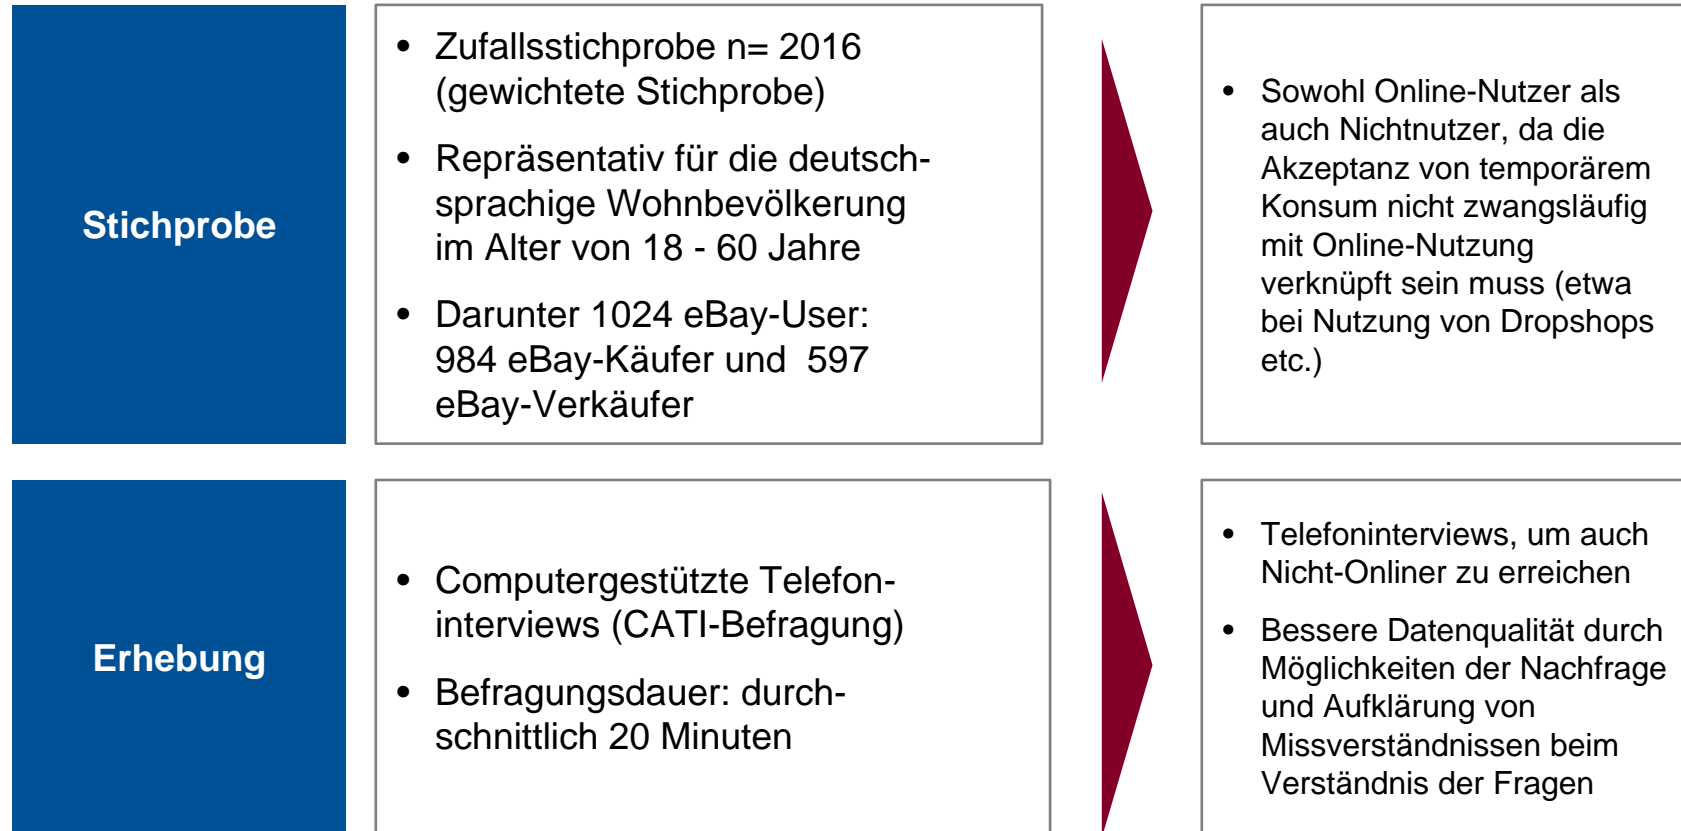 Stichprobe
• Zufallsstichprobe n= 2016
(gewichtete Stichprobe)
• Repräsentativ für die deutsch-
sprachige Wohnbevölkerung
im Alter von 18 - 60 Jahre
• Darunter 1024 eBay-User:
984 eBay-Käufer und  597
eBay-Verkäufer
• Sowohl Online-Nutzer als
auch Nichtnutzer, da die
Akzeptanz von temporärem
Konsum nicht zwangsläufig
mit Online-Nutzung
verknüpft sein muss (etwa
bei Nutzung von Dropshops
etc.)
Erhebung
• Computergestützte Telefon-
interviews (CATI-Befragung)
• Befragungsdauer: durch-
schnittlich 20 Minuten
• Telefoninterviews, um auch
Nicht-Onliner zu erreichen
• Bessere Datenqualität durch
Möglichkeiten der Nachfrage
und Aufklärung von
Missverständnissen beim
Verständnis der Fragen